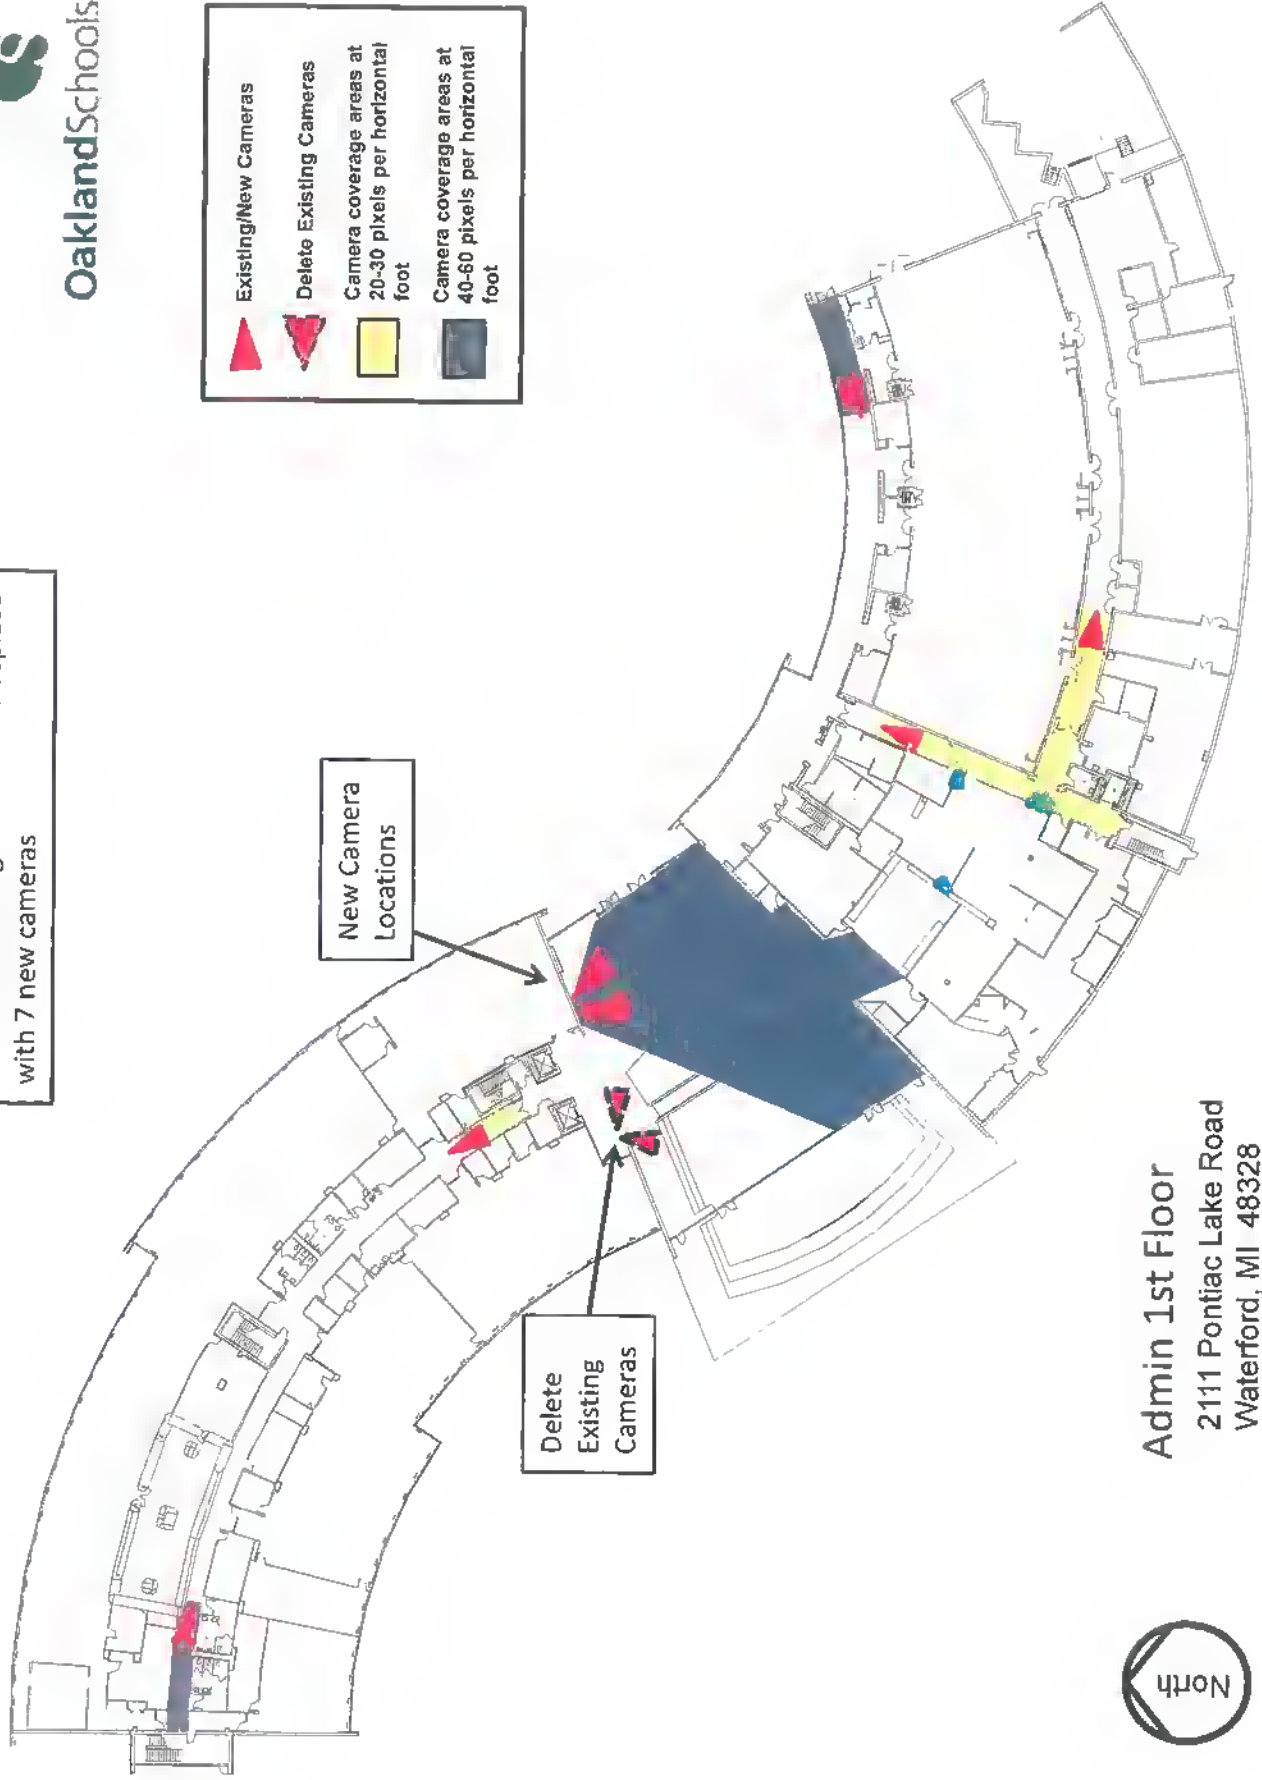 OaklandSchools
with 7 new cameras
Existing/New Cameras
Delete Existing Cameras
Camera coverage areas at
20-30 pixels per horizontal
foot
Camera coverage areas at
40-60 pixels per horizontal
foot
New Camera
Locations
Delete
Existing
Cameras
Admin 1st Floor
2111 Pontiac Lake Road
Waterford, MI 48328
North